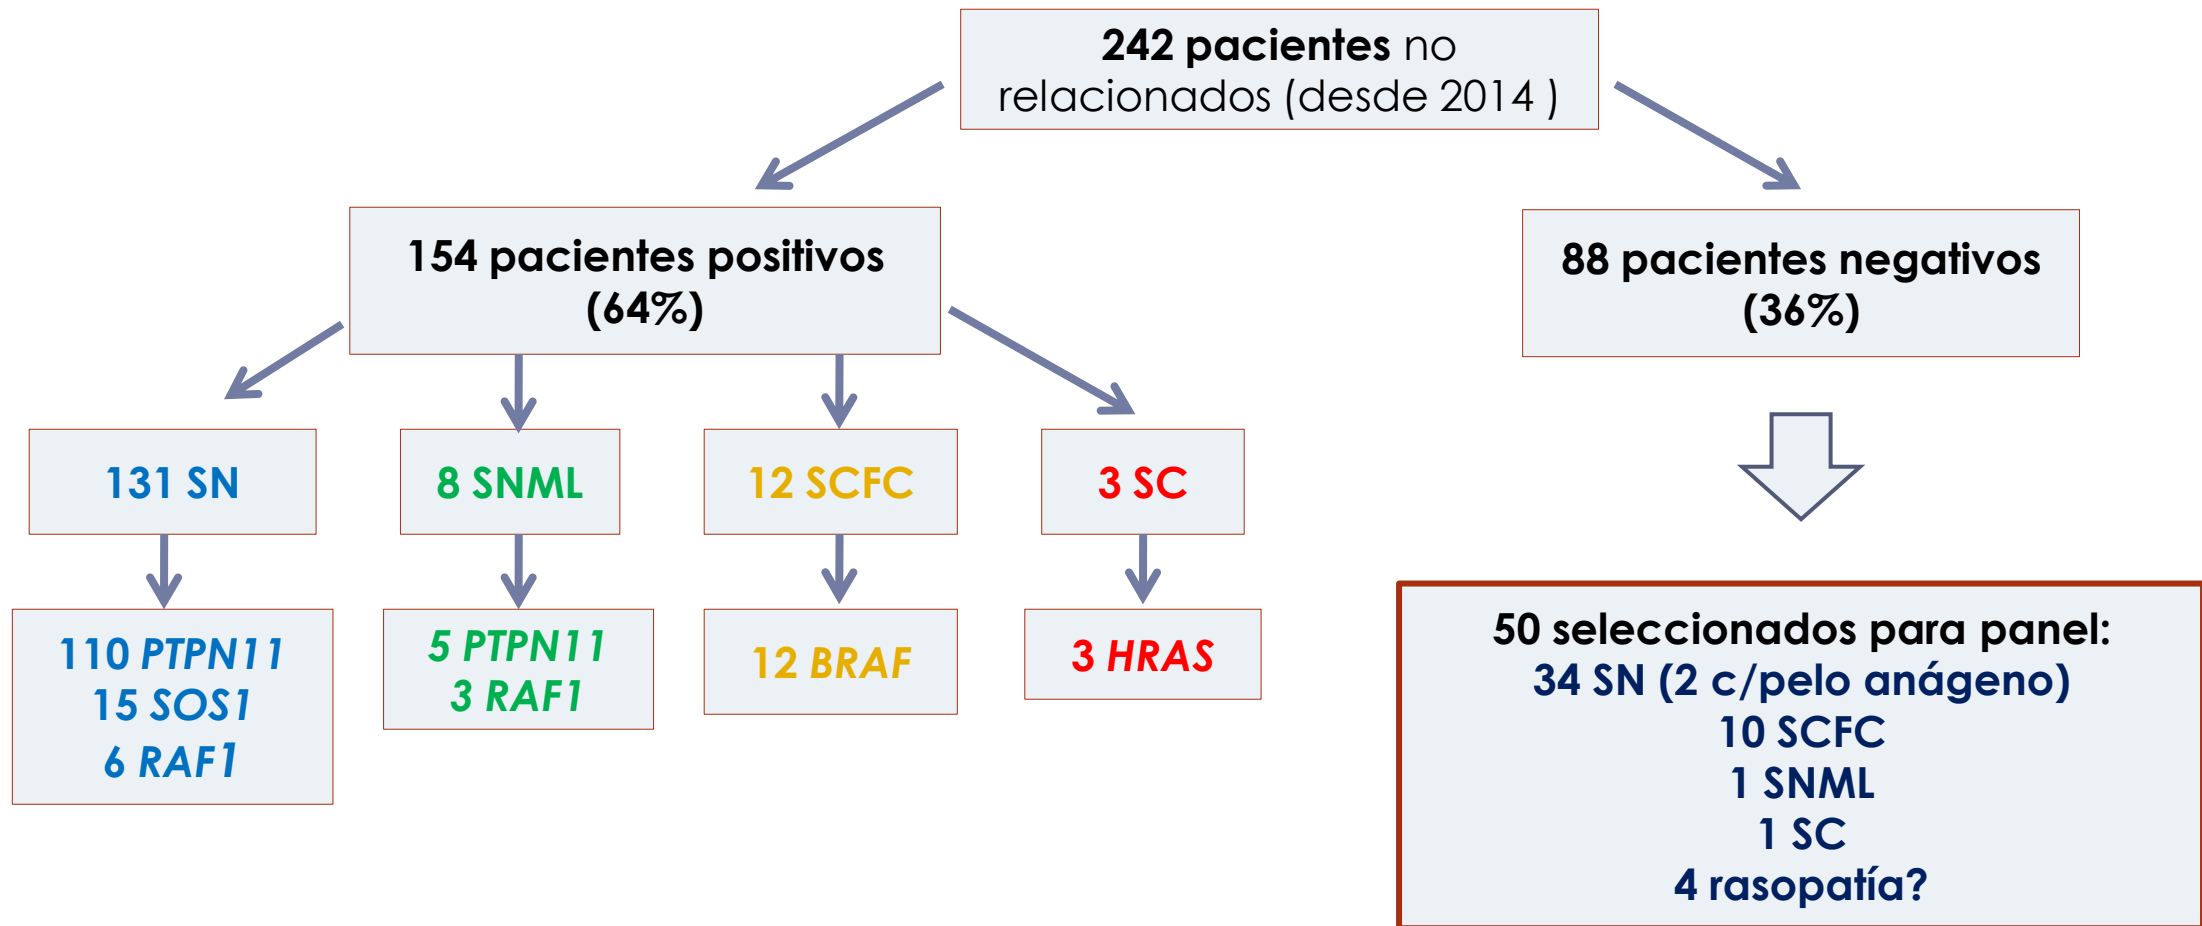 242 pacientes no
relacionados (desde 2014 )
154 pacientes positivos
(64%)
88 pacientes negativos
(36%)
131 SN
8 SNML
12 SCFC
3 SC
110 PTPN11
15 SOS1
6 RAF1
5 PTPN11
3 RAF1
12 BRAF
3 HRAS
50 seleccionados para panel:
34 SN (2 c/pelo anágeno)
10 SCFC
1 SNML
1 SC
4 rasopatía?